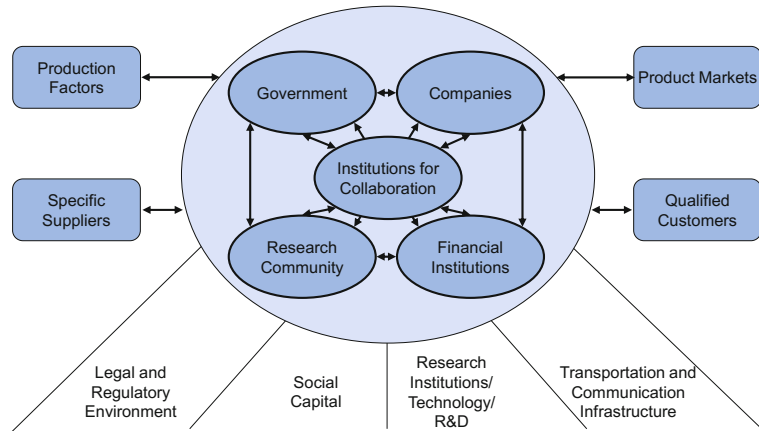 Production
Factors
Government
Companies
Product Markets
Institutions for
Collaboration
Specific
Suppliers
Qualified
Customers
Research
Community
Financial
Institutions
Legal and
Regulatory
Environment
Social
Capital
Research
Institutions/
Technology/
R&D
Transportation and
Communication
Infrastructure